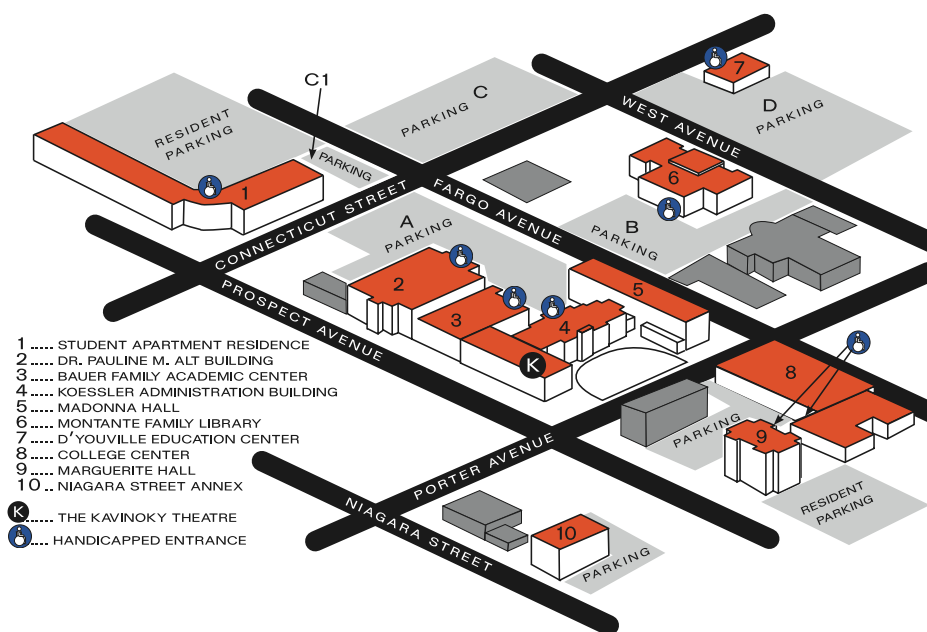 C1
C
PARKING
7
D
PARKING
WEST AVENUE
RESIDENT
PARKING
PARKING
1
6
CONNECTICUT STREET
FARGO AVENUE
A
PARKING
B
PARKING
PROSPECT AVENUE
2
3
4
5
K
8
9
PARKING
RESIDENT
PARKING
PORTER AVENUE
NIAGARA STREET
10
PARKING
1 .... STUDENT APARTMENT RESIDENCE
2 .... DR. PAULINE M. ALT BUILDING
3 .... BAUER FAMILY ACADEMIC CENTER
4 .... KOESSLER ADMINISTRATION BUILDING
5 .... MADONNA HALL
6 .... MONTANTE FAMILY LIBRARY
7 .... D'YOUVILLE EDUCATION CENTER
8 .... COLLEGE CENTER
9 .... MARGUERITE HALL
10 .. NIAGARA STREET ANNEX
K .... THE KAVINOKY THEATRE
.... HANDICAPPED ENTRANCE